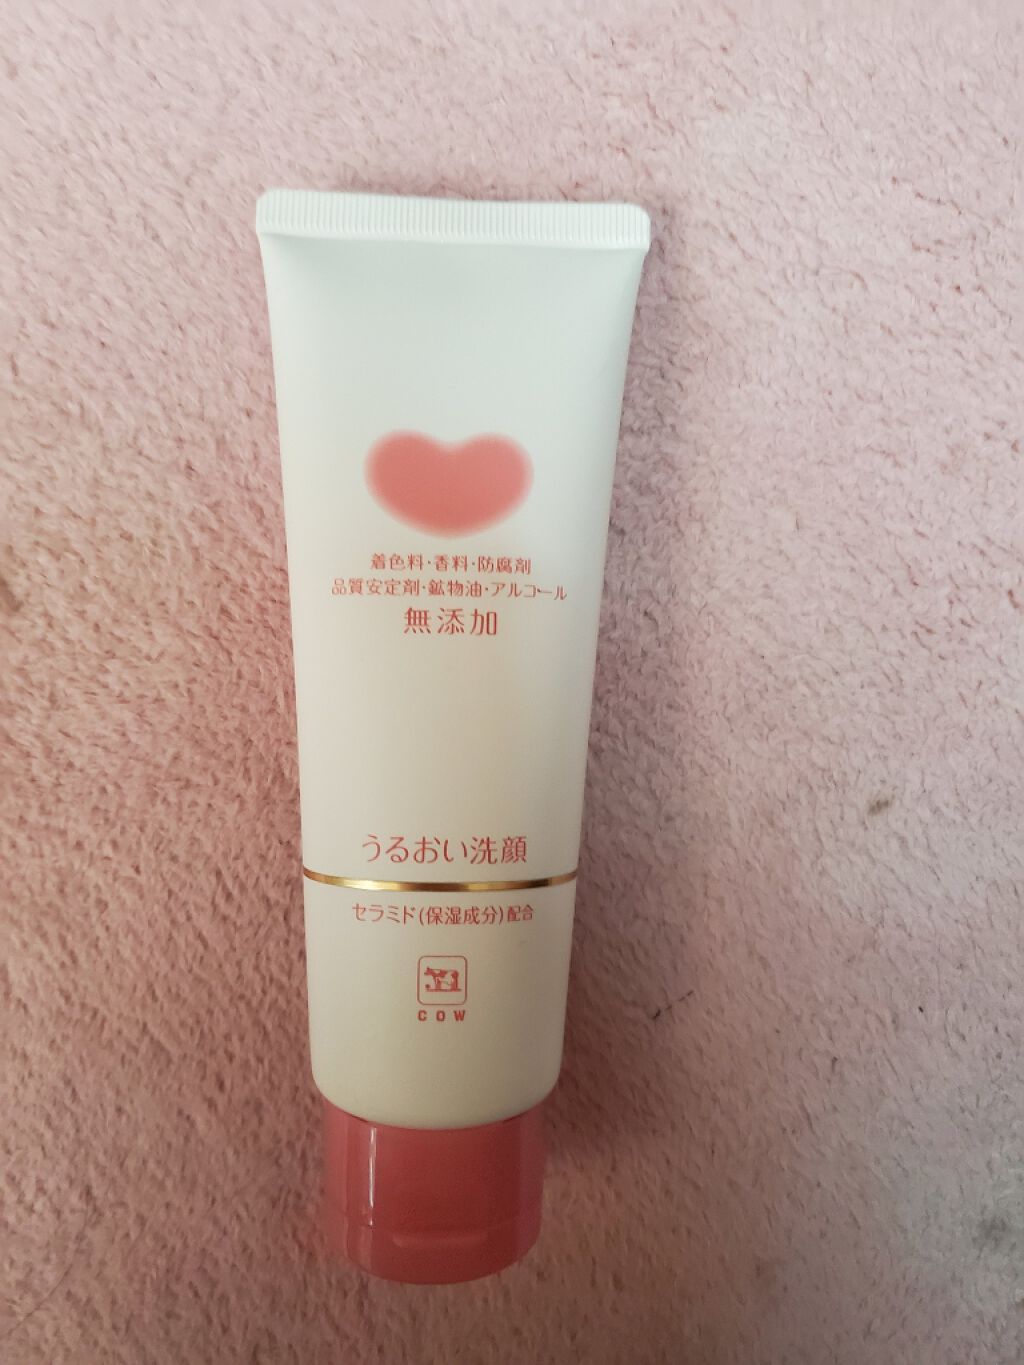 着色料・香料・防腐剤
品質安定剤・鉱物油・アルコール
無添加
うるおい洗顔
セラミド(保湿成分)配合
COW